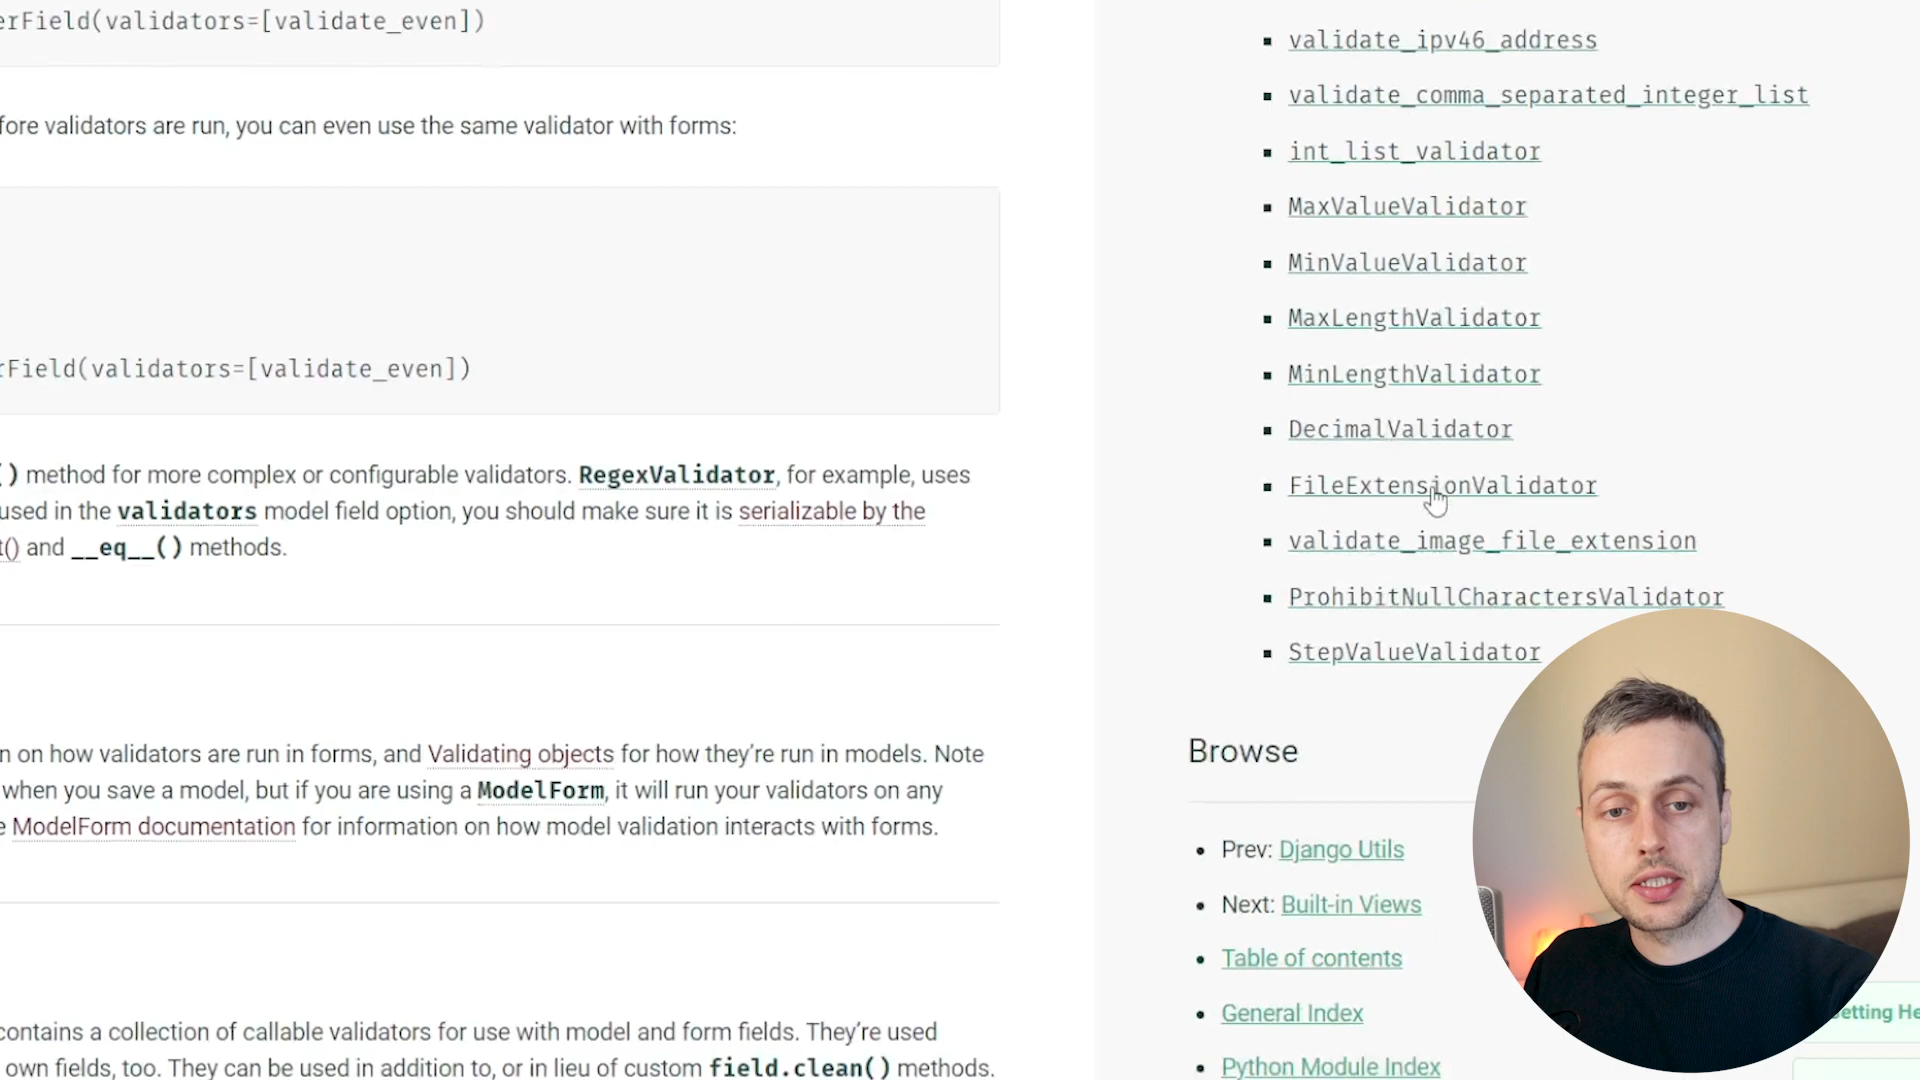 erField(validators=[validate_even])
fore validators are run, you can even use the same validator with forms:
rField(validators=[validate_even])
() method for more complex or configurable validators. RegexValidator, for example, uses
used in the validators model field option, you should make sure it is serializable by the
t() and __eq__() methods.
n on how validators are run in forms, and Validating objects for how they're run in models. Note
when you save a model, but if you are using a ModelForm, it will run your validators on any
e ModelForm documentation for information on how model validation interacts with forms.
contains a collection of callable validators for use with model and form fields. They're used
own fields, too. They can be used in addition to, or in lieu of custom field.clean() methods.
validate_ipv46_address
validate_comma_separated_integer_list
int_list_validator
MaxValueValidator
MinValueValidator
MaxLengthValidator
MinLengthValidator
DecimalValidator
FileExtensionValidator
validate_image_file_extension
ProhibitNullCharactersValidator
StepValueValidator
Browse
Prev: Django Utils
Next: Built-in Views
Table of contents
General Index
Python Module Index
etting He